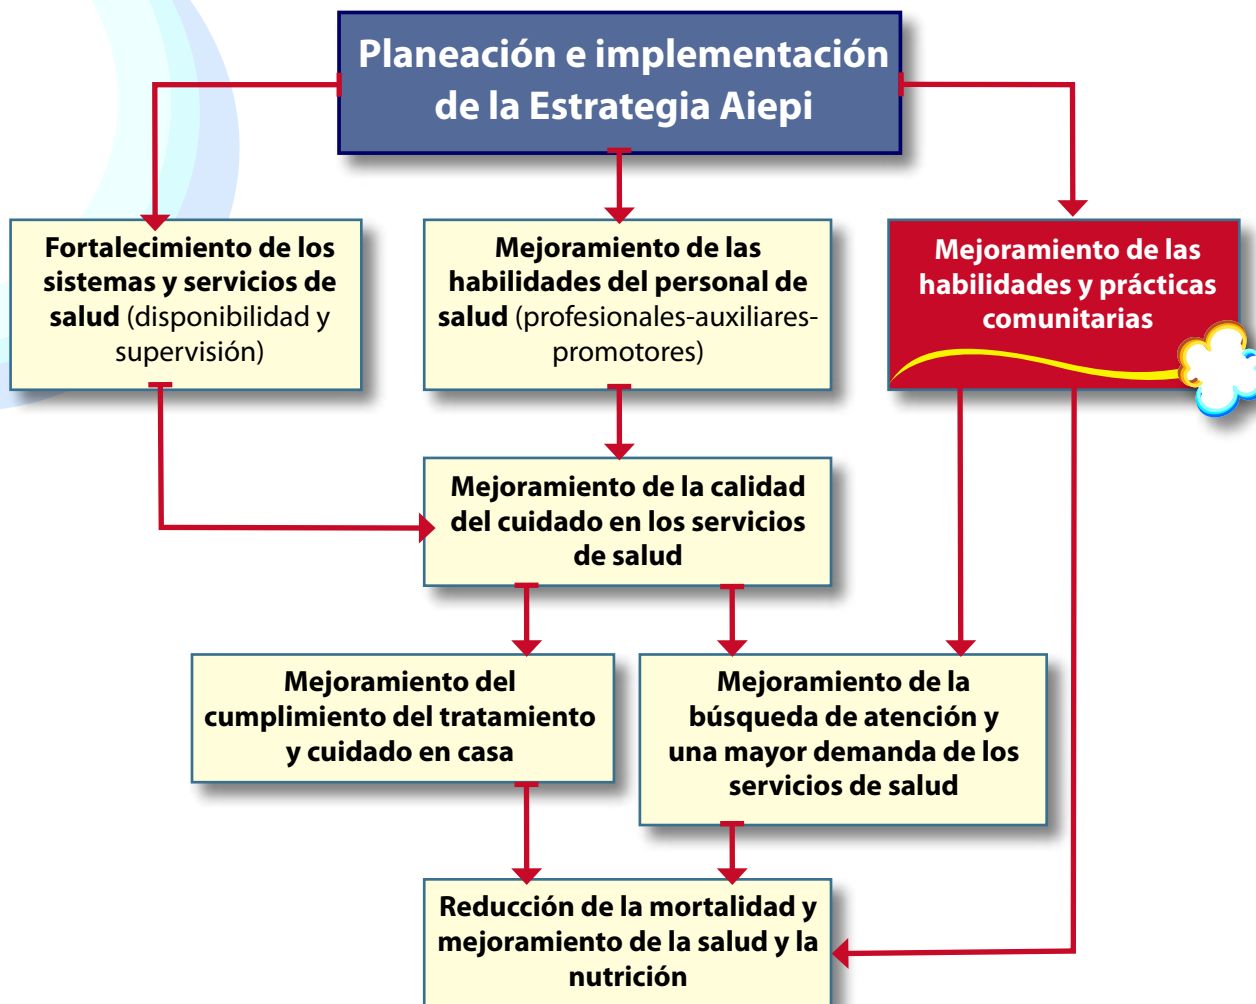 Planeación e implementación
de la Estrategia Aiepi
Fortalecimiento de los
sistemas y servicios de
salud (disponibilidad y
supervisión)
Mejoramiento de las
habilidades del personal de
salud (profesionales-auxiliares-
promotores)
Mejoramiento de las
habilidades y prácticas
comunitarias
Mejoramiento de la calidad
del cuidado en los servicios
de salud
Mejoramiento del
cumplimiento del tratamiento
y cuidado en casa
Mejoramiento de la
búsqueda de atención y
una mayor demanda de los
servicios de salud
Reducción de la mortalidad y
mejoramiento de la salud y la
nutrición